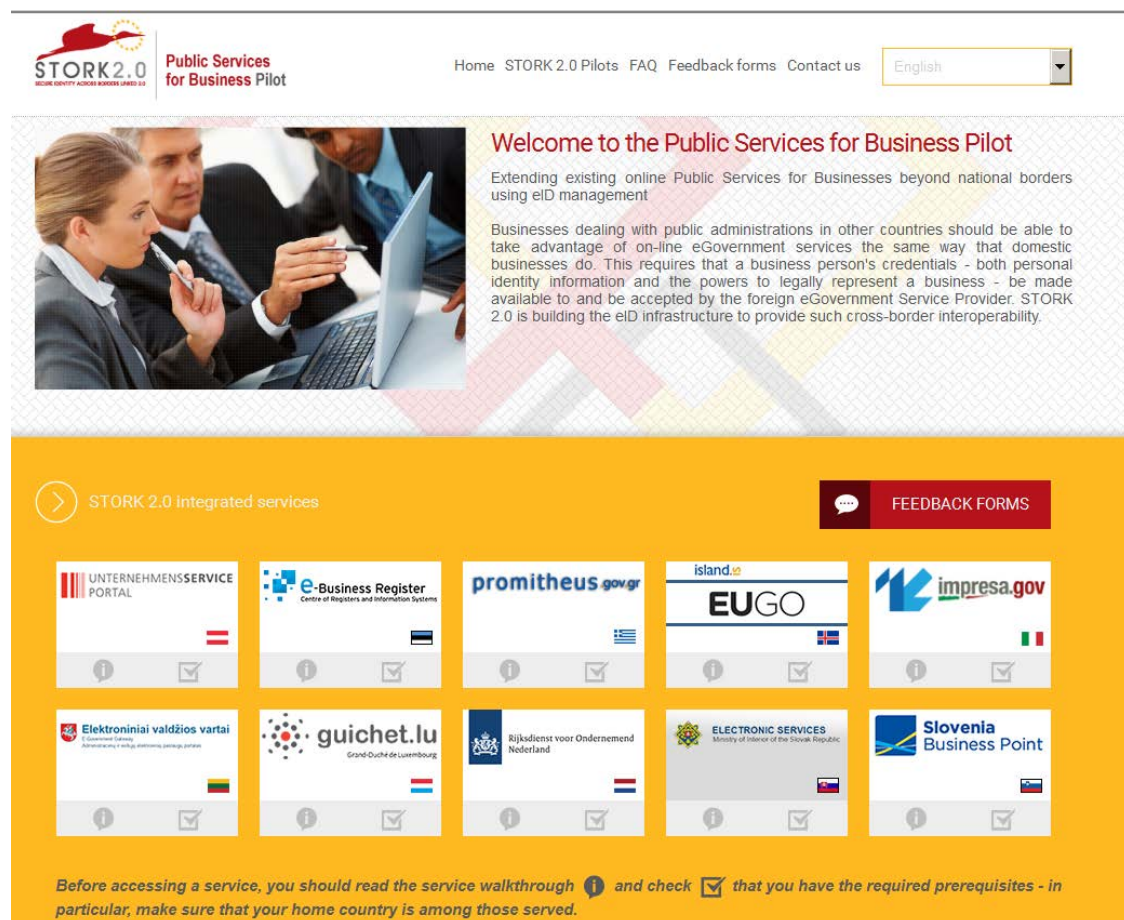 STORK2.0
SECURE IDENTITY ACROSS BORDERS LINKED 2.0
Public Services
for Business Pilot
Home STORK 2.0 Pilots FAQ Feedback forms Contact us
English
Welcome to the Public Services for Business Pilot
Extending existing online Public Services for Businesses beyond national borders
using eID management
Businesses dealing with public administrations in other countries should be able to
take advantage of on-line eGovernment services the same way that domestic
businesses do. This requires that a business person's credentials - both personal
identity information and the powers to legally represent a business - be made
available to and be accepted by the foreign eGovernment Service Provider. STORK
2.0 is building the eID infrastructure to provide such cross-border interoperability.
STORK 2.0 integrated services
FEEDBACK FORMS
UNTERNEHMENSSERVICE
PORTAL
e-Business Register
Centre of Registers and Information Systems
promitheus.gov.gr
island.is
EUGO
impresa.gov
Elektroniniai valdžios vartai
E.Government Gateway
Administracinių ir viešųjų elektroninių paslaugų portalas
guichet.lu
Grand-Duché de Luxembourg
Rijksdienst voor Ondernemend
Nederland
ELECTRONIC SERVICES
Ministry of Interior of the Slovak Republic
Slovenia
Business Point
Before accessing a service, you should read the service walkthrough and check that you have the required prerequisites - in
particular, make sure that your home country is among those served.